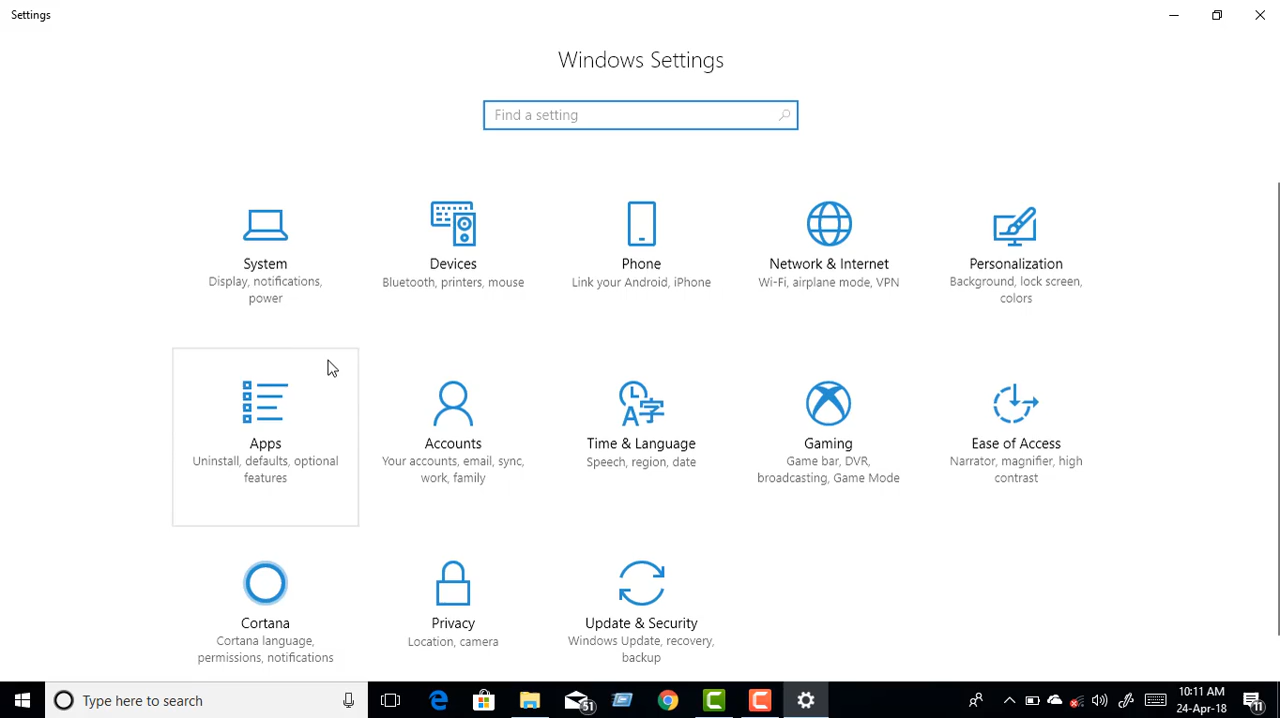 Settings
Windows Settings
Find a setting
System
Display, notifications,
power
Devices
Bluetooth, printers, mouse
Phone
Link your Android, iPhone
Network & Internet
Wi-Fi, airplane mode, VPN
Personalization
Background, lock screen,
colors
Apps
Uninstall, defaults, optional
features
Accounts
Your accounts, email, sync,
work, family
Time & Language
Speech, region, date
Gaming
Game bar, DVR,
broadcasting, Game Mode
Ease of Access
Narrator, magnifier, high
contrast
Cortana
Cortana language,
permissions, notifications
Privacy
Location, camera
Update & Security
Windows Update, recovery,
backup
Type here to search
51
10:11 AM
24-Apr-18
11